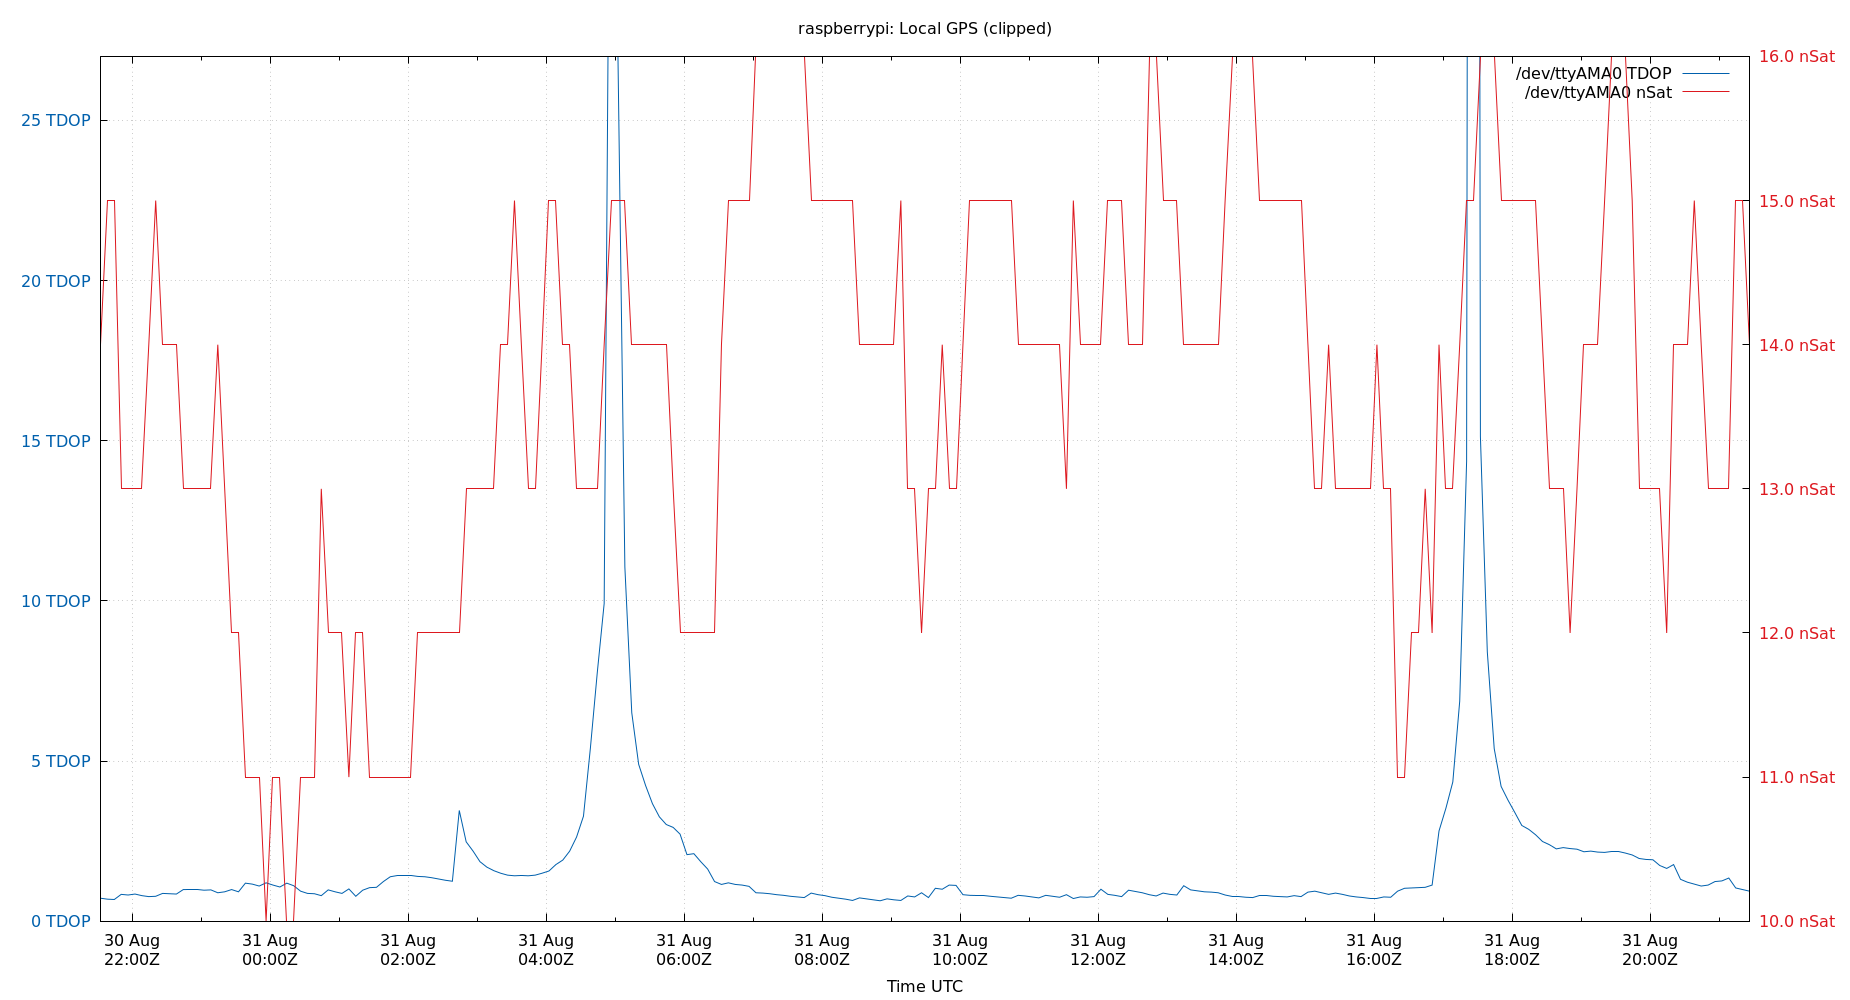 raspberrypi: Local GPS (clipped)
16.0 nSat
/dev/ttyAMA0 TDOP
/dev/ttyAMA0 nSat
25 TDOP
15.0 nSat
20 TDOP
14.0 nSat
15 TDOP
13.0 nSat
10 TDOP
12.0 nSat
5 TDOP
11.0 nSat
0 TDOP
10.0 nSat
30 Aug 31 Aug 31 Aug 31 Aug 31 Aug 31 Aug 31 Aug 31 Aug 31 Aug 31 Aug 31 Aug 31 Aug
22:00Z 00:00Z 02:00Z 04:00Z 06:00Z 08:00Z 10:00Z 12:00Z 14:00Z 16:00Z 18:00Z 20:00Z
Time UTC